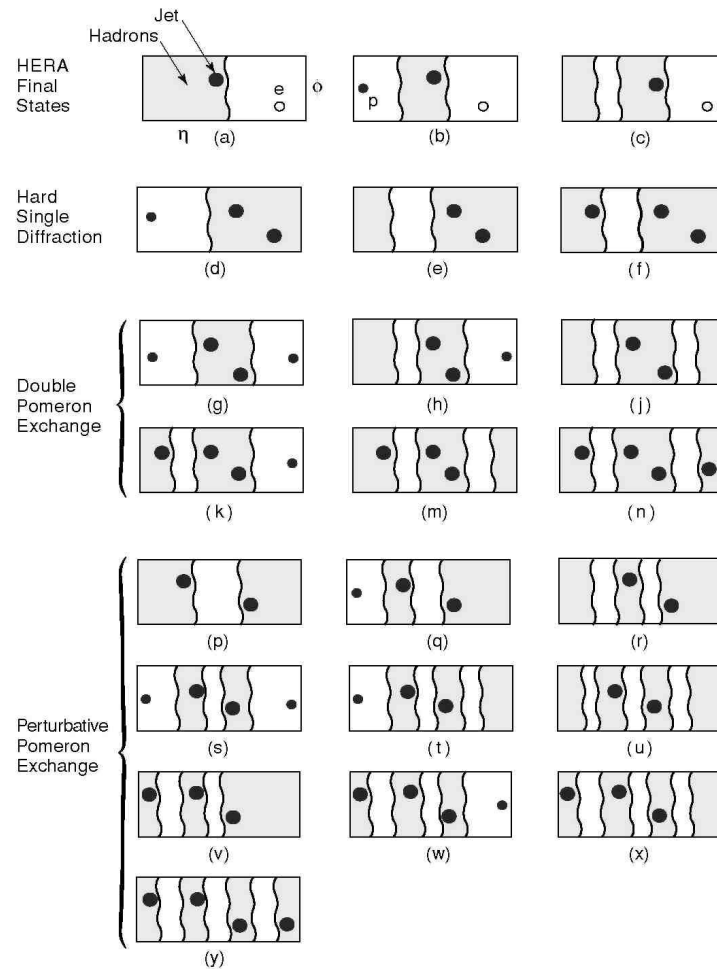 Jet
Hadrons
HERA
Final
States
e
ϕ
p
η
(a)
(b)
(c)
Hard
Single
Diffraction
(d)
(e)
(f)
Double
Pomeron
Exchange
(g)
(h)
(j)
(k)
(m)
(n)
Perturbative
Pomeron
Exchange
(p)
(q)
(r)
(s)
(t)
(u)
(v)
(w)
(x)
(y)